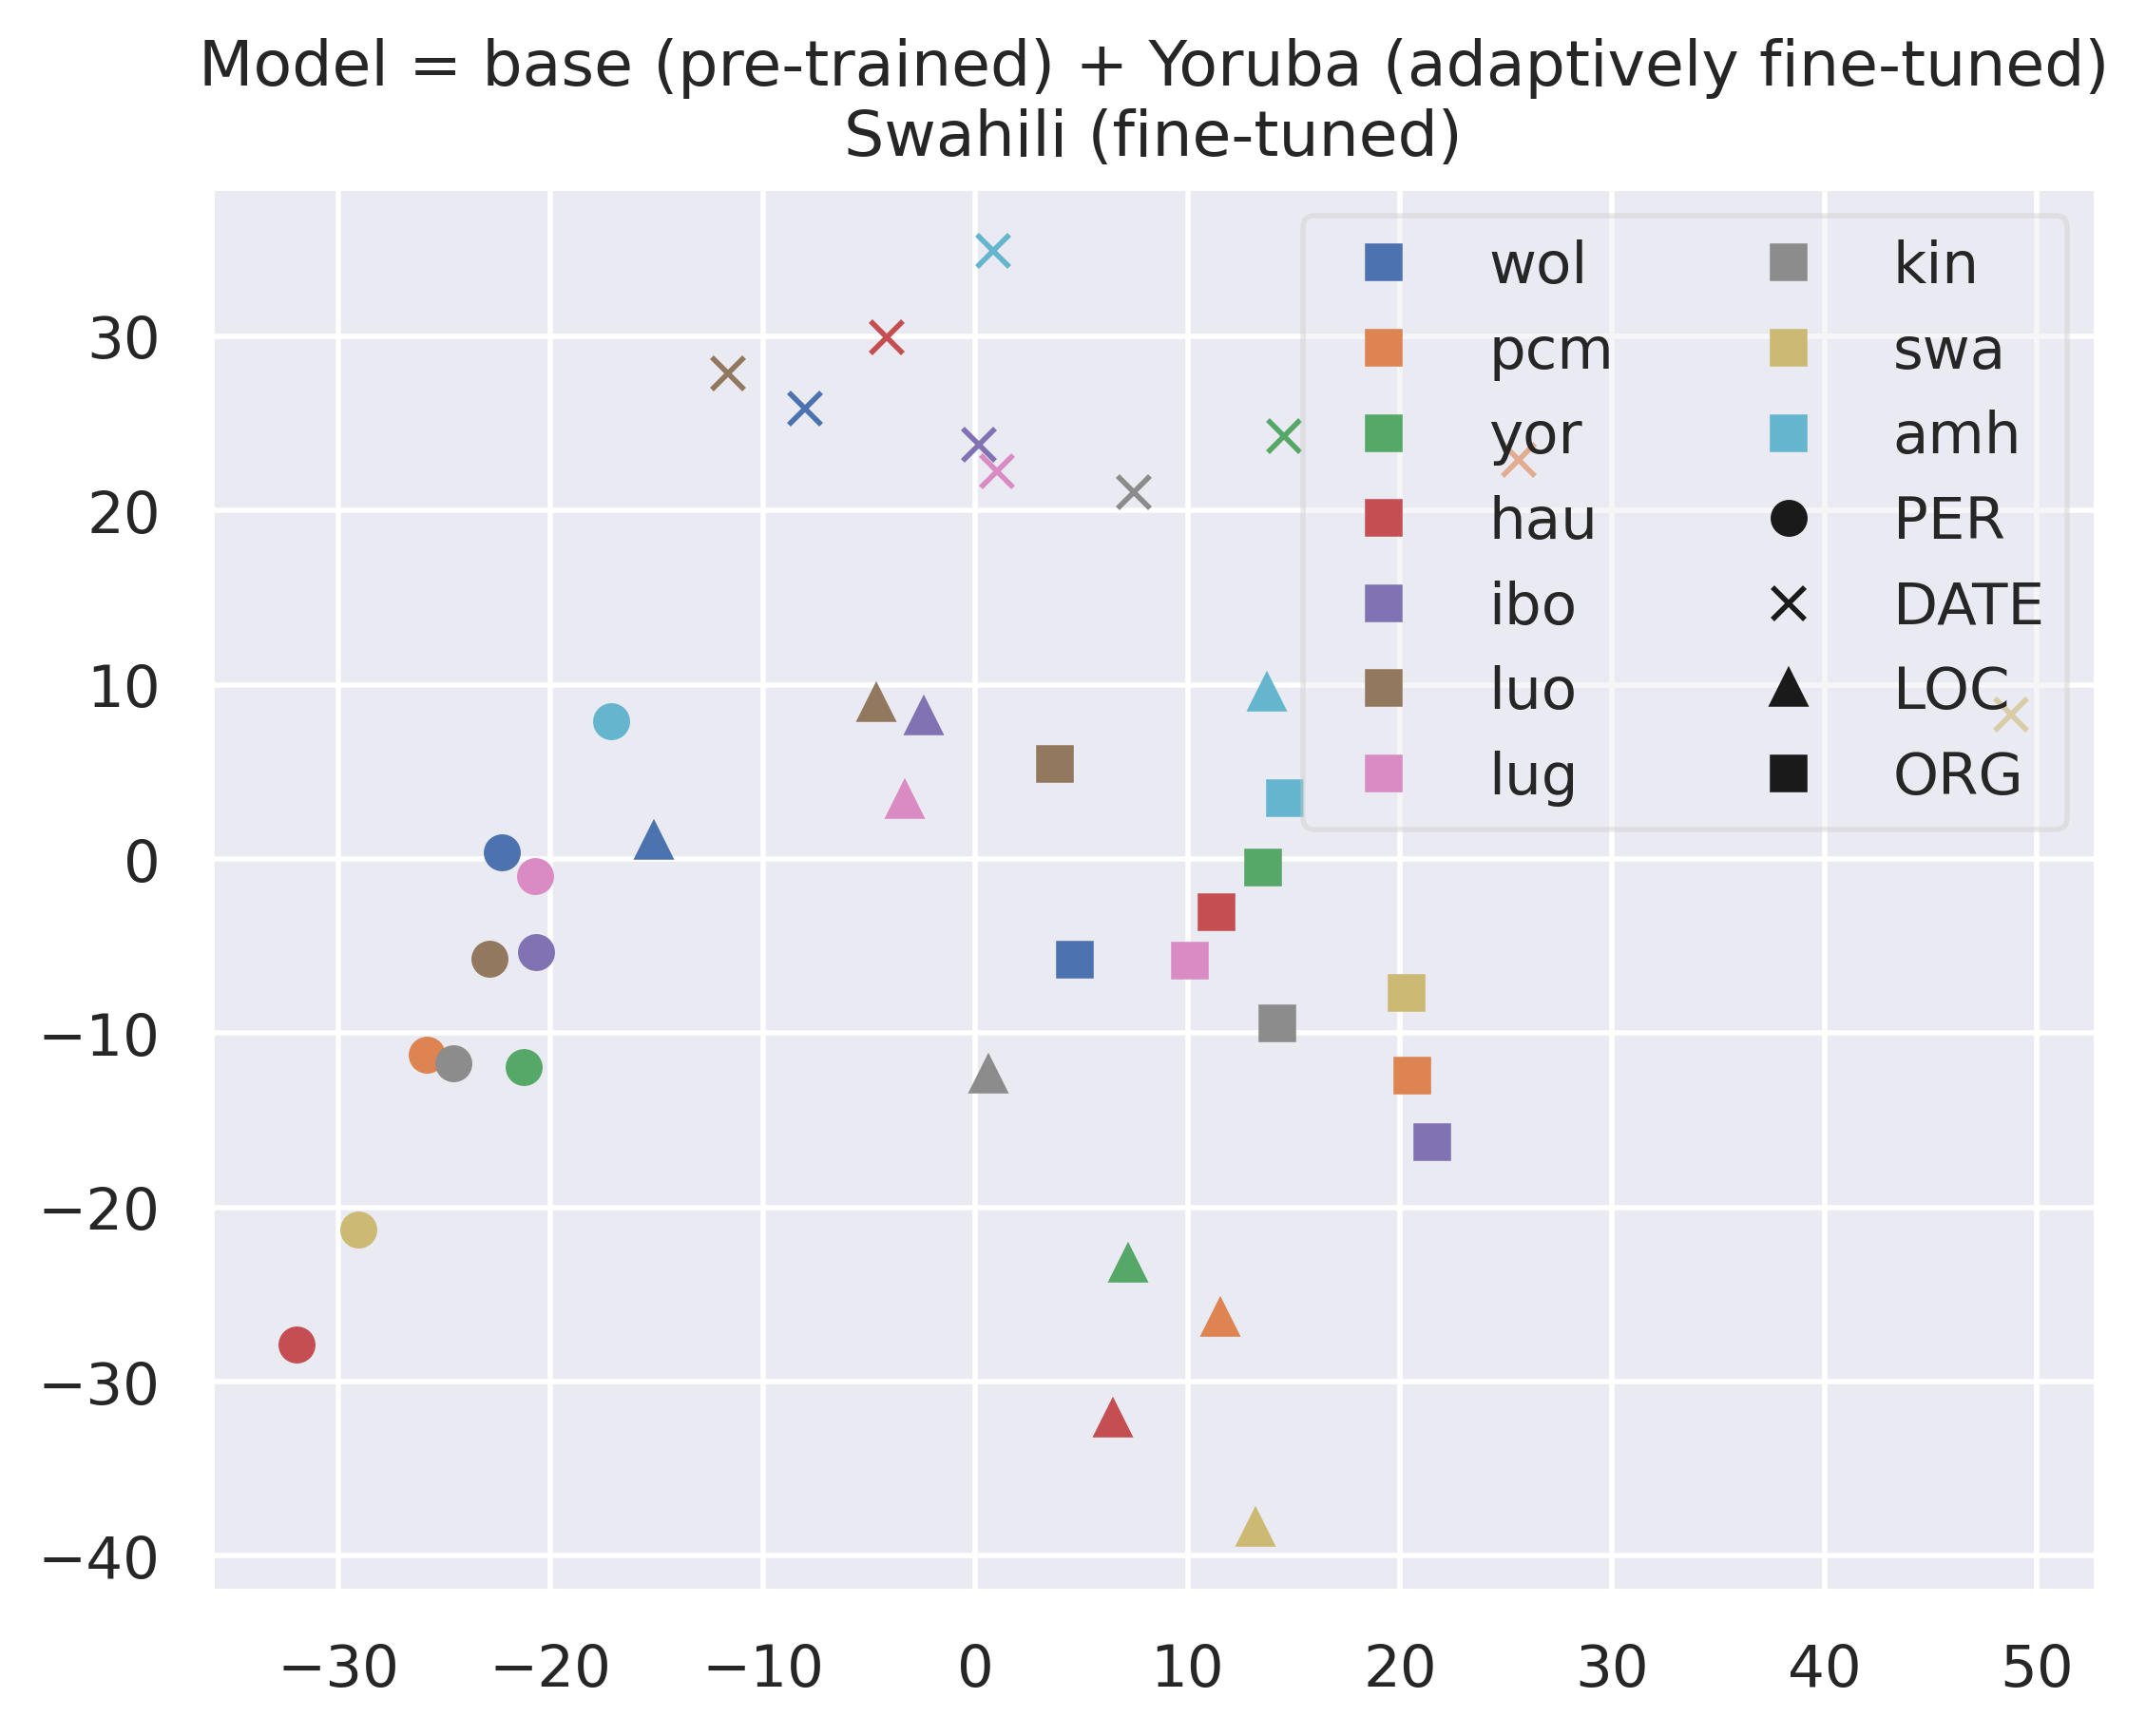 Model = base (pre-trained) + Yoruba (adaptively fine-tuned)
Swahili (fine-tuned)
wol
pcm
yor
hau
ibo
luo
lug
kin
swa
amh
PER
DATE
LOC
ORG
30
20
10
0
−10
−20
−30
−40
−30 −20 −10 0 10 20 30 40 50